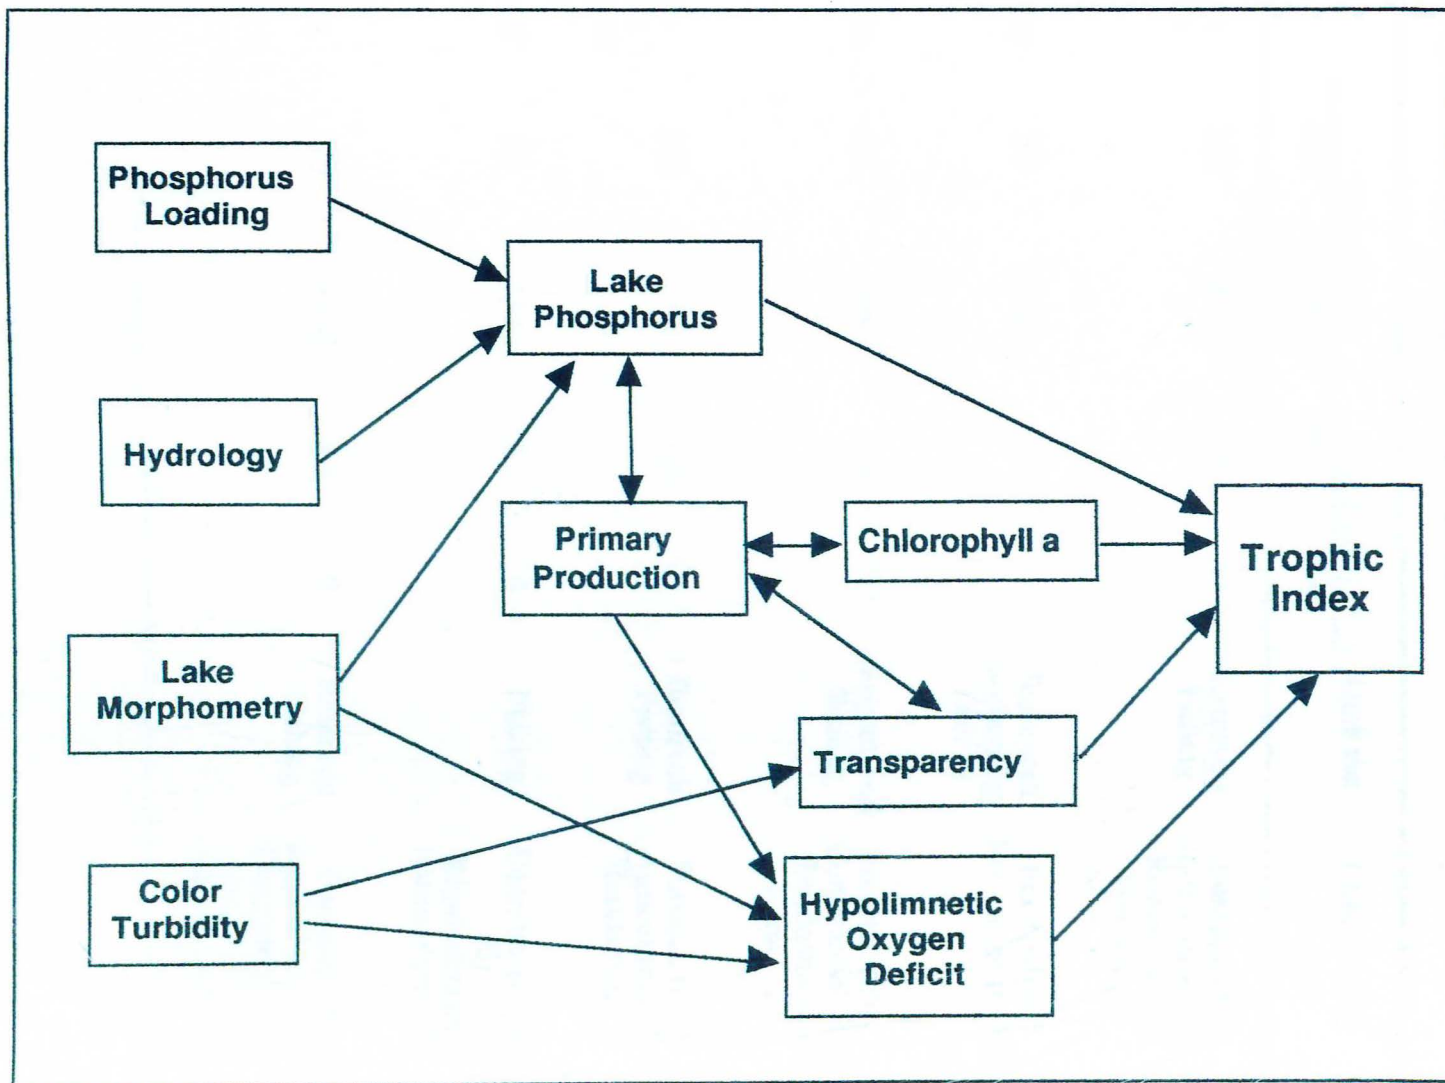 Phosphorus
Loading
Lake
Phosphorus
Hydrology
Primary
Production
Chlorophyll a
Trophic
Index
Lake
Morphometry
Transparency
Color
Turbidity
Hypolimnetic
Oxygen
Deficit